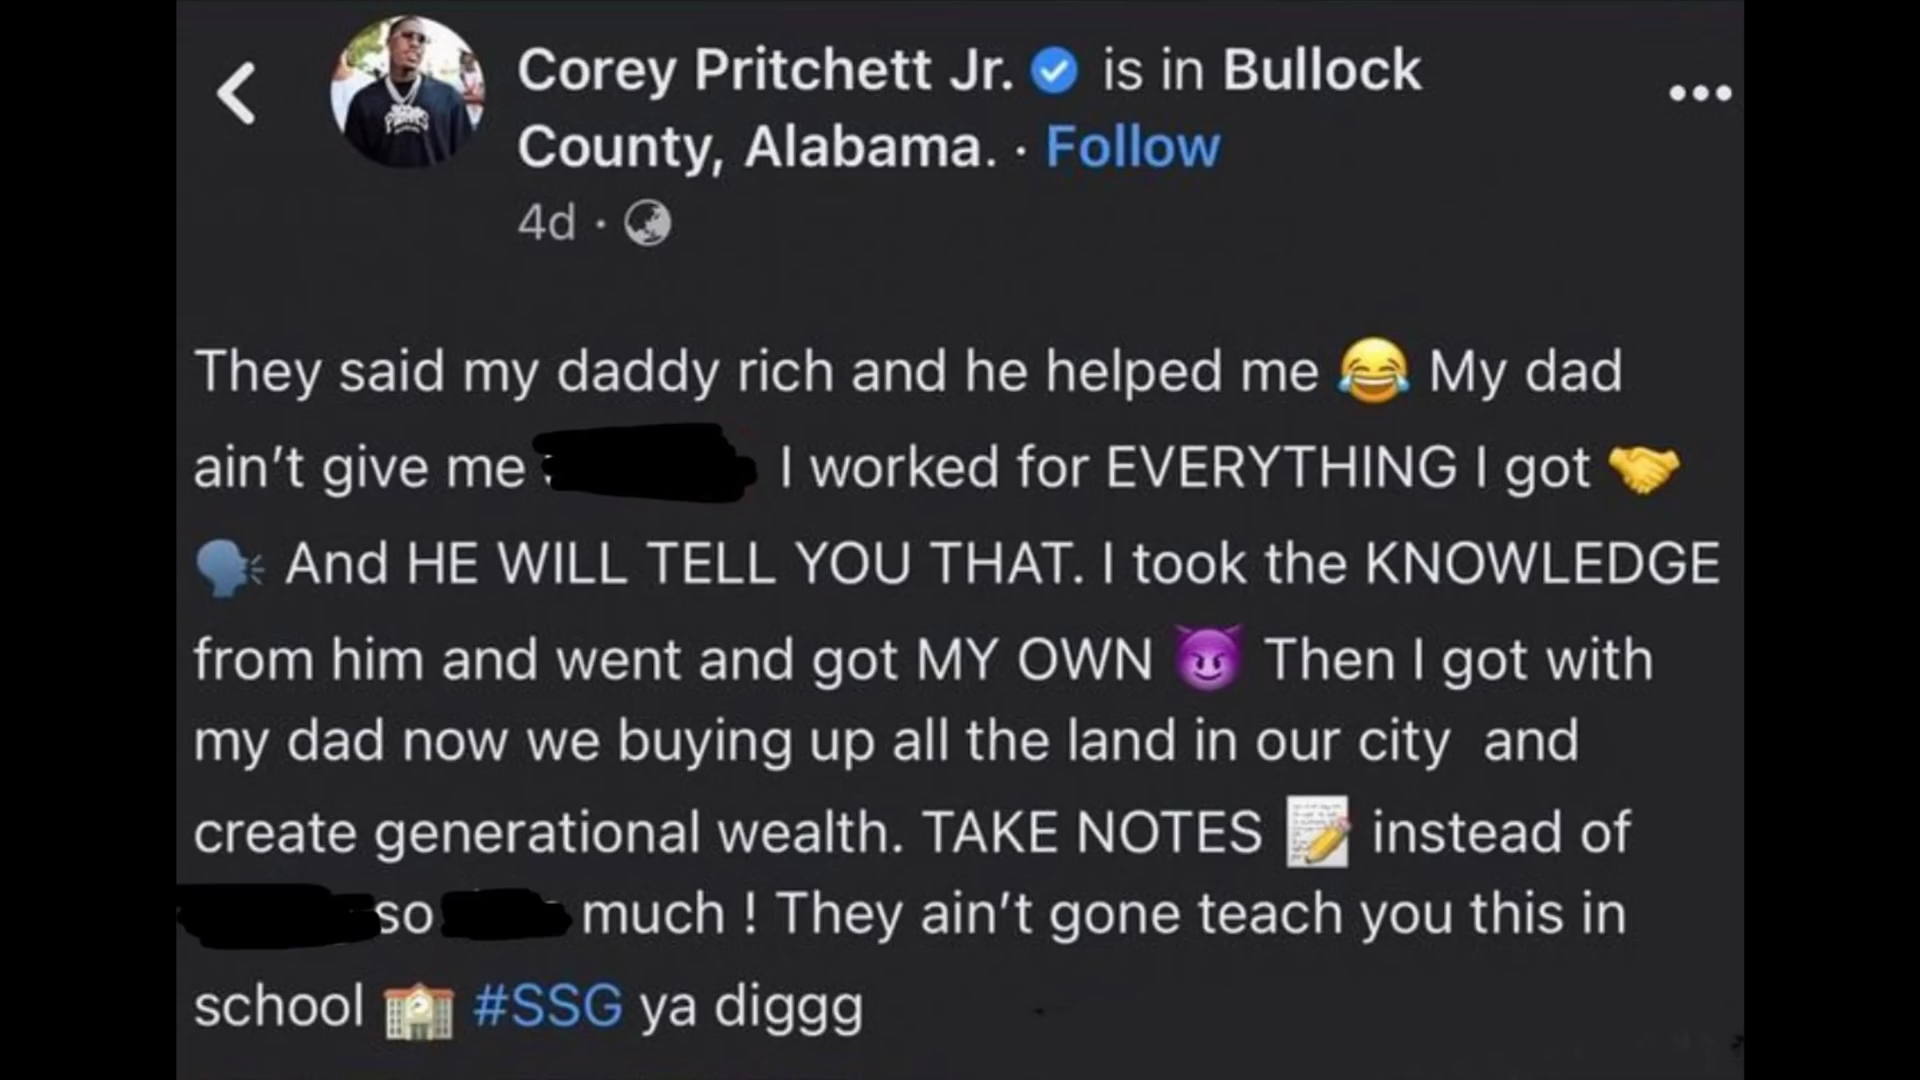 Corey Pritchett Jr. is in Bullock
County, Alabama. · Follow
4d ·
They said my daddy rich and he helped me 😂 My dad
ain't give me I worked for EVERYTHING I got 🤝
🗣️ And HE WILL TELL YOU THAT. I took the KNOWLEDGE
from him and went and got MY OWN 😈 Then I got with
my dad now we buying up all the land in our city and
create generational wealth. TAKE NOTES 📝 instead of
so much ! They ain't gone teach you this in
school 🏫 #SSG ya diggg